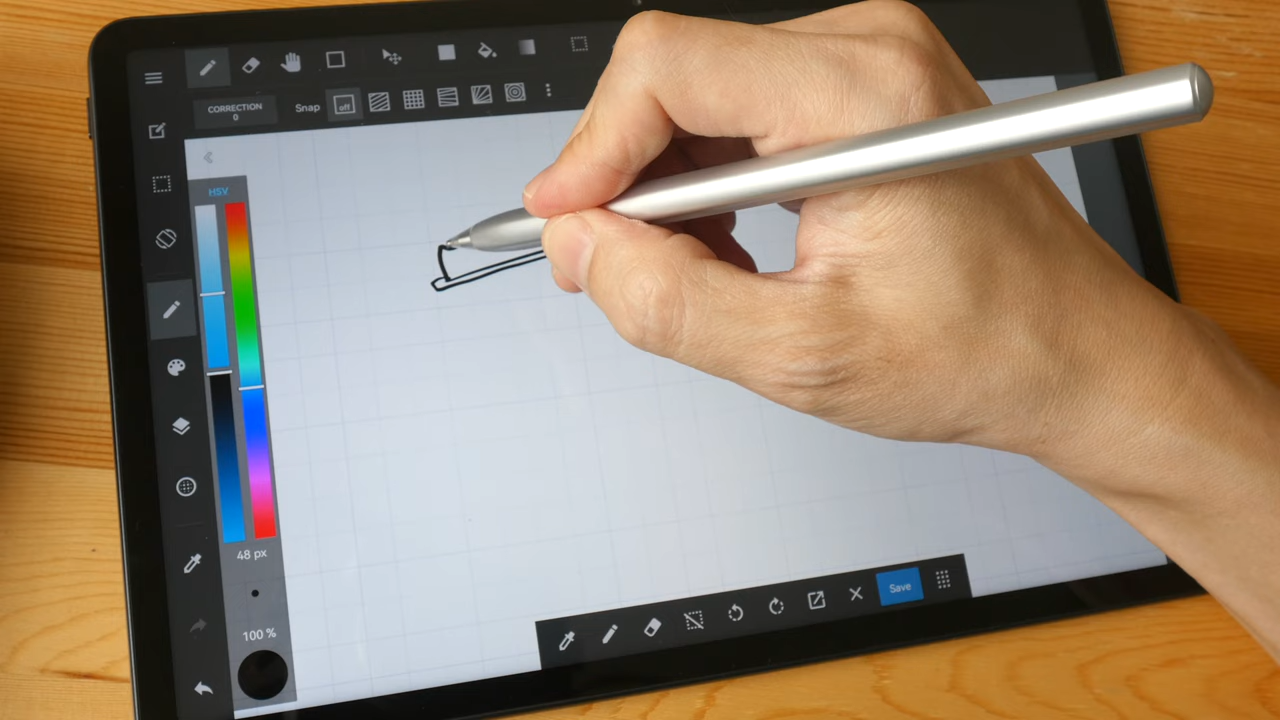 CORRECTION
0
Snap
off
HSV
48 px
100 %
Save